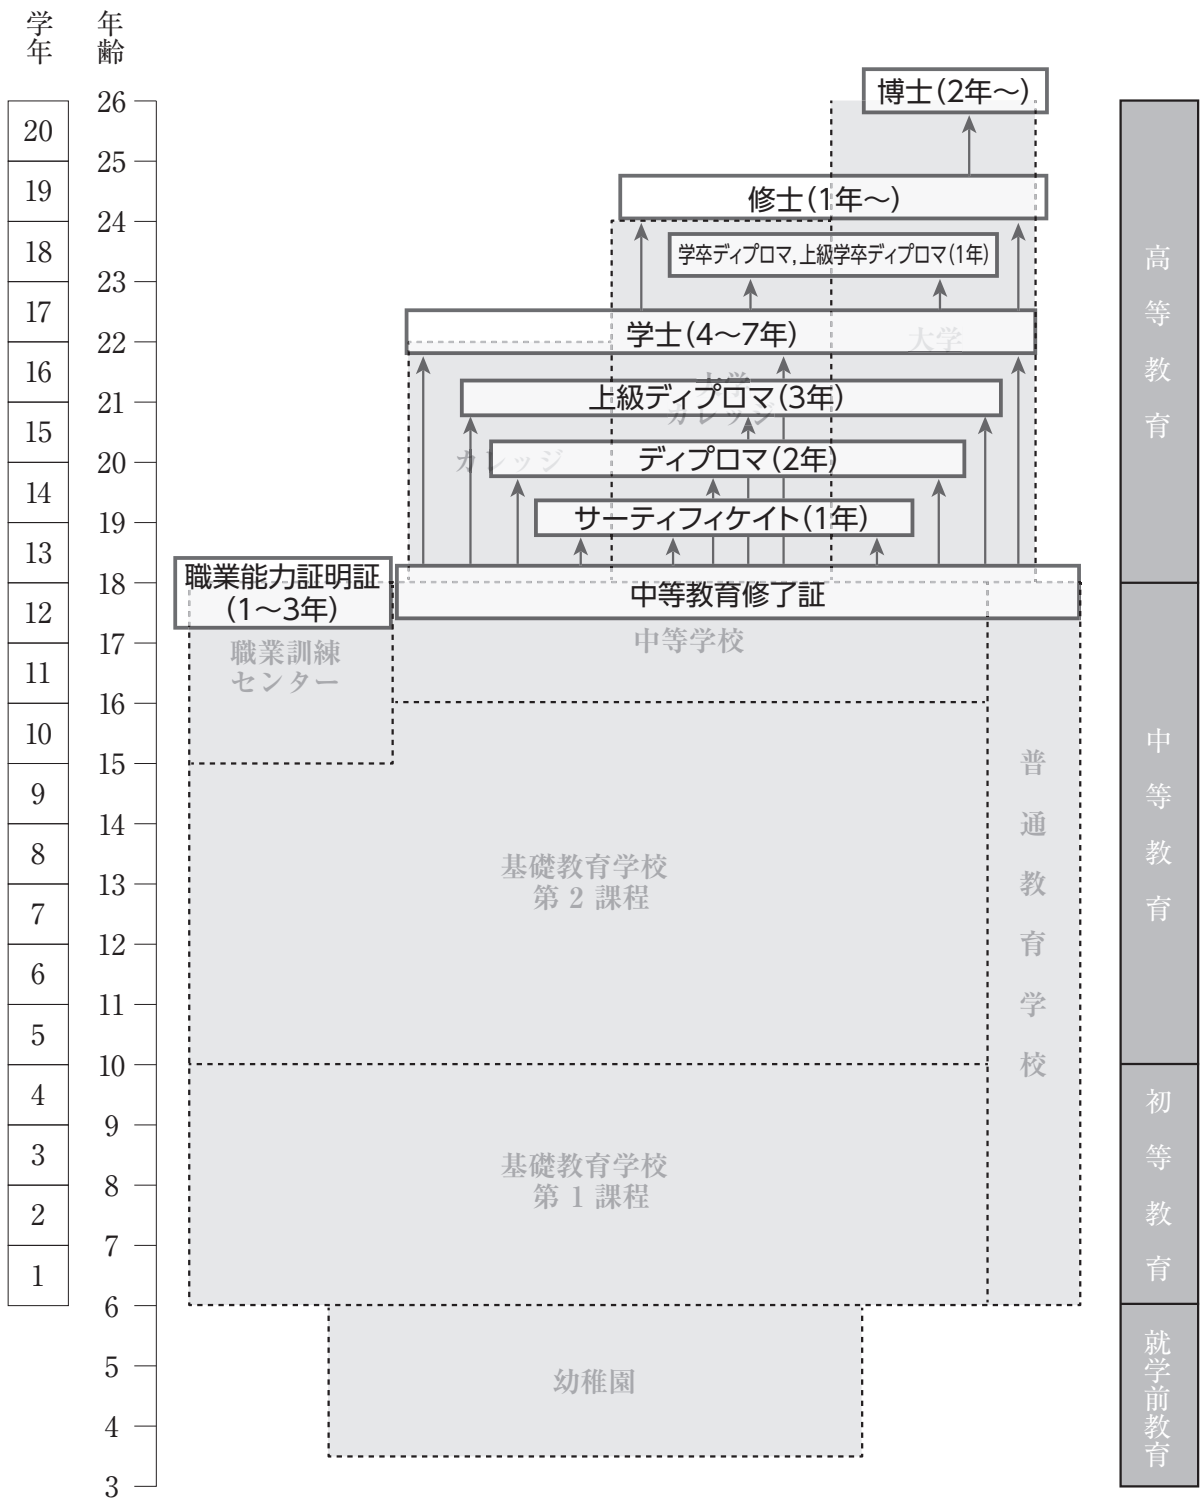 学年
年齢
26
20
25
19
24
18
23
17
22
16
21
15
20
14
19
13
18
12
17
11
16
10
15
9
14
8
13
7
12
6
11
5
10
4
9
3
8
2
7
1
6
5
4
3
博士(2年～)
修士(1年～)
学卒ディプロマ,上級学卒ディプロマ(1年)
学士(4～7年)
大学
大学
カレッジ
上級ディプロマ(3年)
カレッジ
ディプロマ(2年)
サーティフィケイト(1年)
職業能力証明証
(1～3年)
中等教育修了証
職業訓練
センター
中等学校
普通教育学校
基礎教育学校
第2課程
基礎教育学校
第1課程
幼稚園
高等教育
中等教育
初等教育
就学前教育